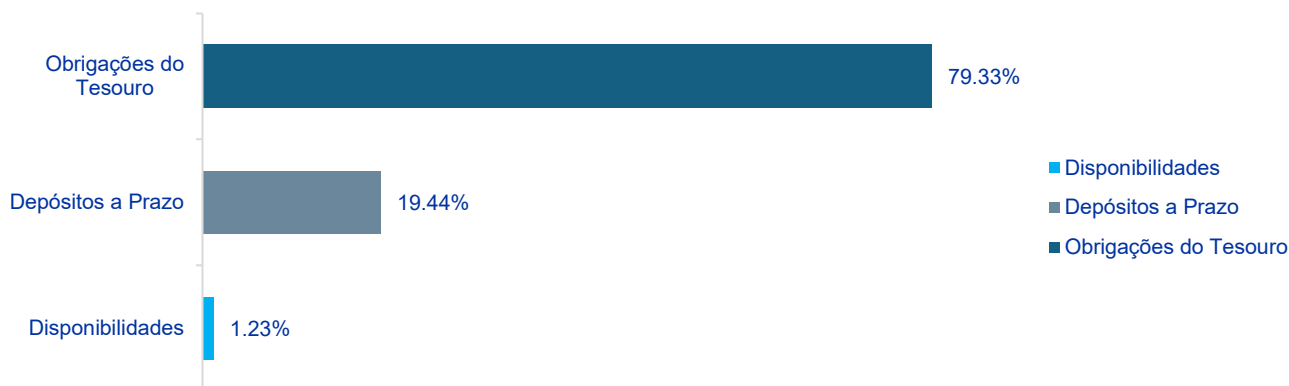 Obrigações do
Tesouro
79.33%
Depósitos a Prazo
19.44%
Disponibilidades
1.23%
Disponibilidades
Depósitos a Prazo
Obrigações do Tesouro